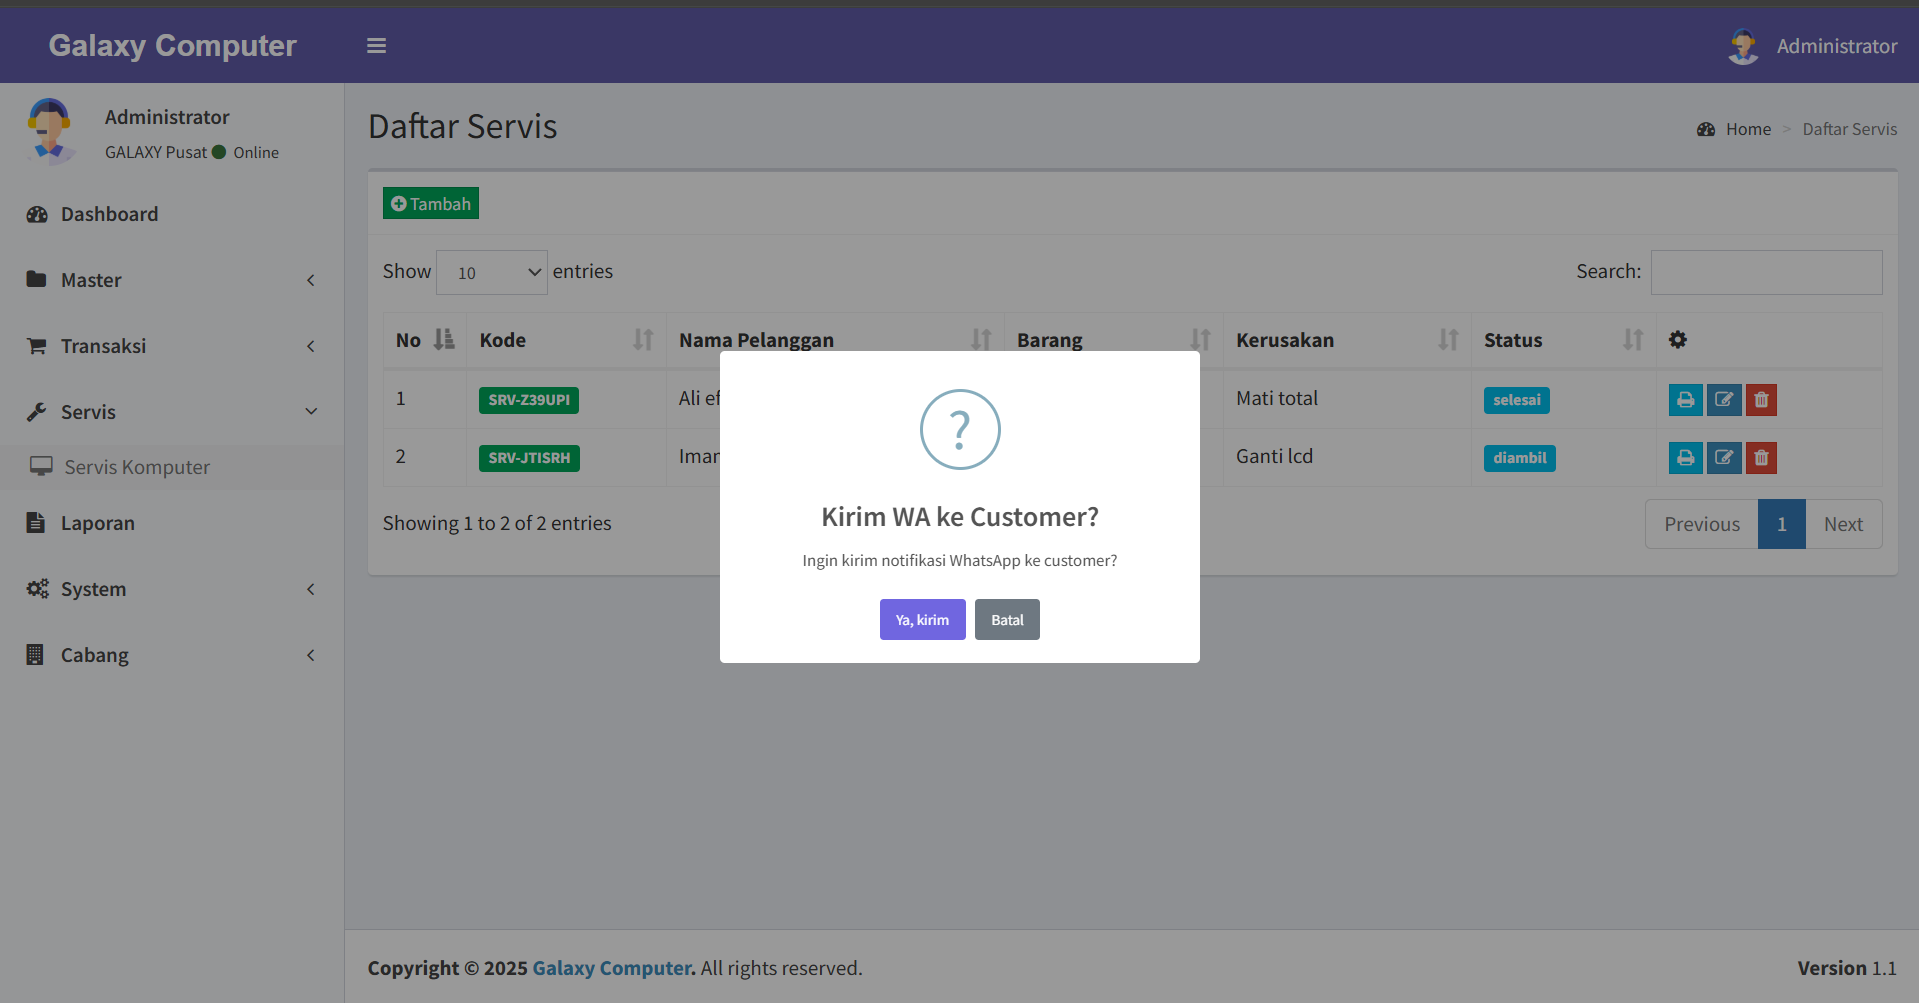 Galaxy Computer
Administrator
Administrator
GALAXY Pusat Online
Dashboard
Master
Transaksi
Servis
Servis Komputer
Laporan
System
Cabang
Daftar Servis
Home > Daftar Servis
Tambah
Show 10 entries
Search:
No Kode Nama Pelanggan Barang Kerusakan Status
1 SRV-Z39UPI Ali Mati total selesai
2 SRV-JTISRH Ganti lcd diambil
Showing 1 to 2 of 2 entries
Previous 1 Next
?
Kirim WA ke Customer?
Ingin kirim notifikasi WhatsApp ke customer?
Ya, kirim Batal
Copyright © 2025 Galaxy Computer. All rights reserved.
Version 1.1